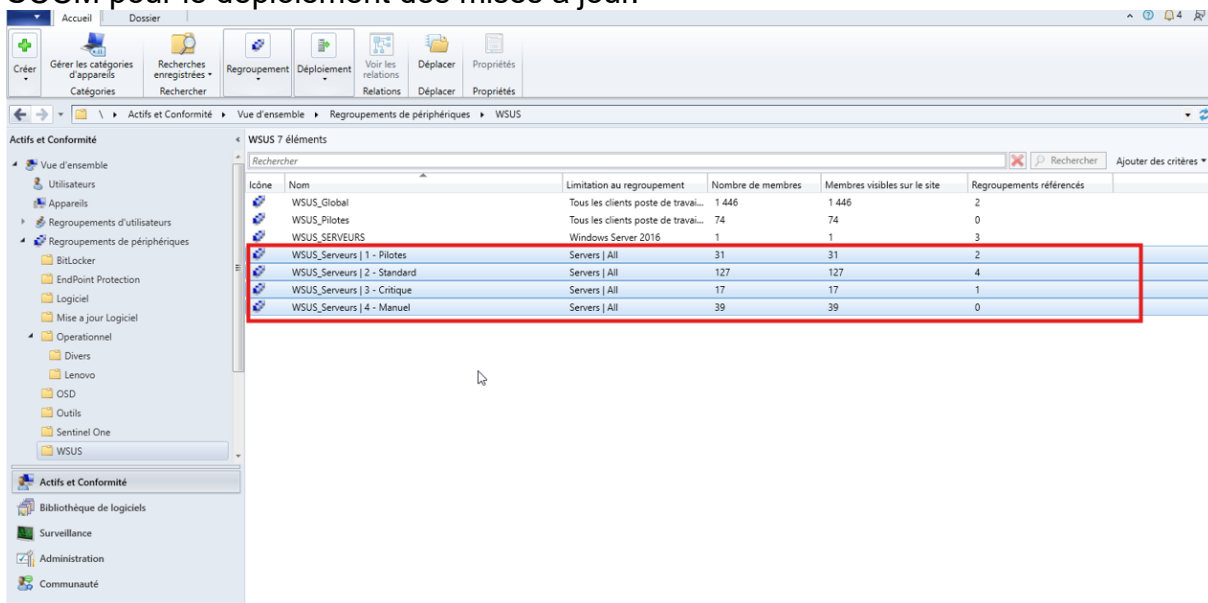 SCCM pour le déploiement des mises à jour.
Accueil Dossier
4
Créer
Gérer les catégories d'appareils
Recherches enregistrées
Regroupement
Déploiement
Voir les relations
Déplacer
Propriétés
Catégories Rechercher Relations Déplacer Propriétés
\ Actifs et Conformité Vue d'ensemble Regroupements de périphériques WSUS
Actifs et Conformité
Vue d'ensemble
Utilisateurs
Appareils
Regroupements d'utilisateurs
Regroupements de périphériques
BitLocker
EndPoint Protection
Logiciel
Mise a jour Logiciel
Operationnel
Divers
Lenovo
OSD
Outils
Sentinel One
WSUS
Actifs et Conformité
Bibliothèque de logiciels
Surveillance
Administration
Communauté
WSUS 7 éléments
Rechercher Rechercher Ajouter des critères
Icône Nom Limitation au regroupement Nombre de membres Membres visibles sur le site Regroupements référencés
WSUS_Global Tous les clients poste de travai... 1 446 1 446 2
WSUS_Pilotes Tous les clients poste de travai... 74 74 0
WSUS_SERVEURS Windows Server 2016 1 1 3
WSUS_Serveurs | 1 - Pilotes Servers | All 31 31 2
WSUS_Serveurs | 2 - Standard Servers | All 127 127 4
WSUS_Serveurs | 3 - Critique Servers | All 17 17 1
WSUS_Serveurs | 4 - Manuel Servers | All 39 39 0